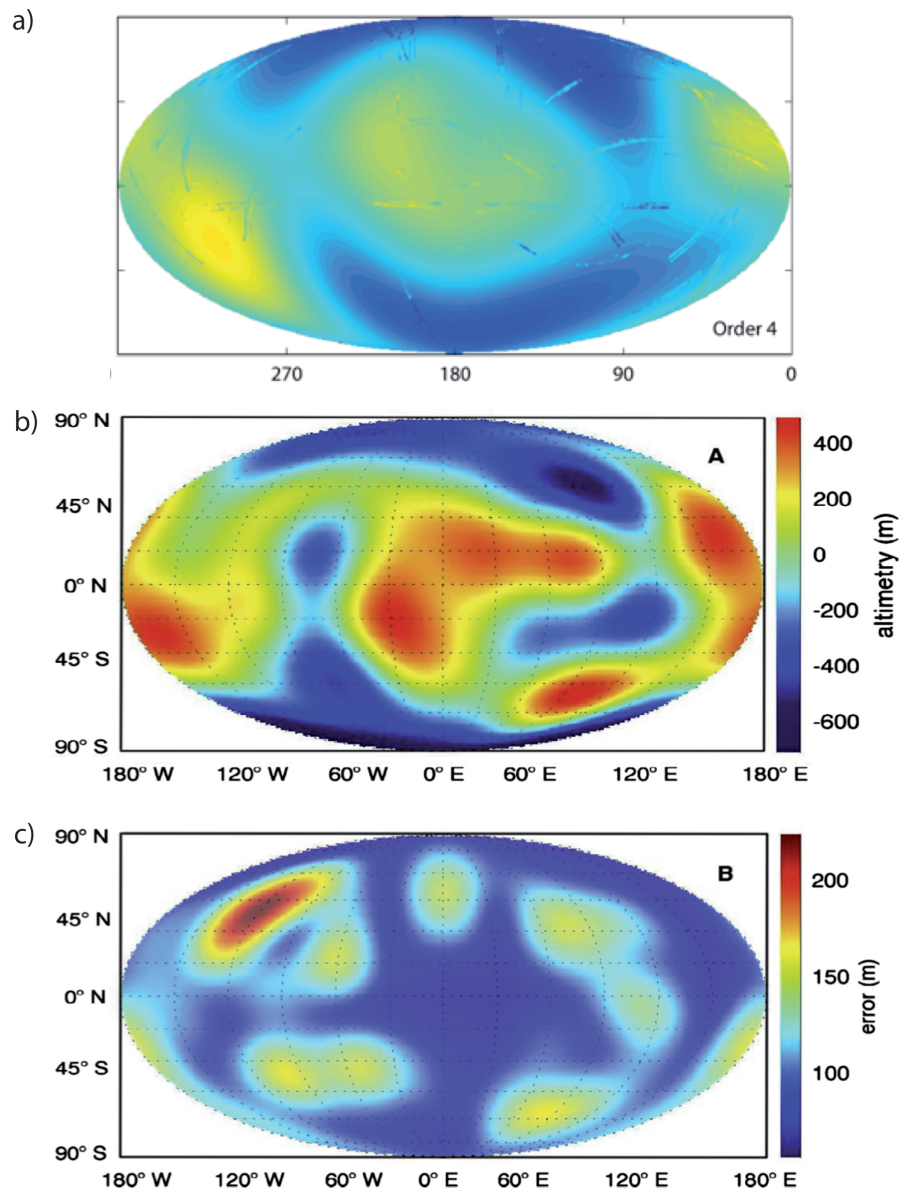 a)
Order 4
270 180 90 0
b)
90° N
45° N
0° N
45° S
90° S
A
180° W 120° W 60° W 0° E 60° E 120° E 180° E
400
200
0
-200
-400
-600
altimetry (m)
c)
90° N
45° N
0° N
45° S
90° S
B
180° W 120° W 60° W 0° E 60° E 120° E 180° E
200
150
100
error (m)